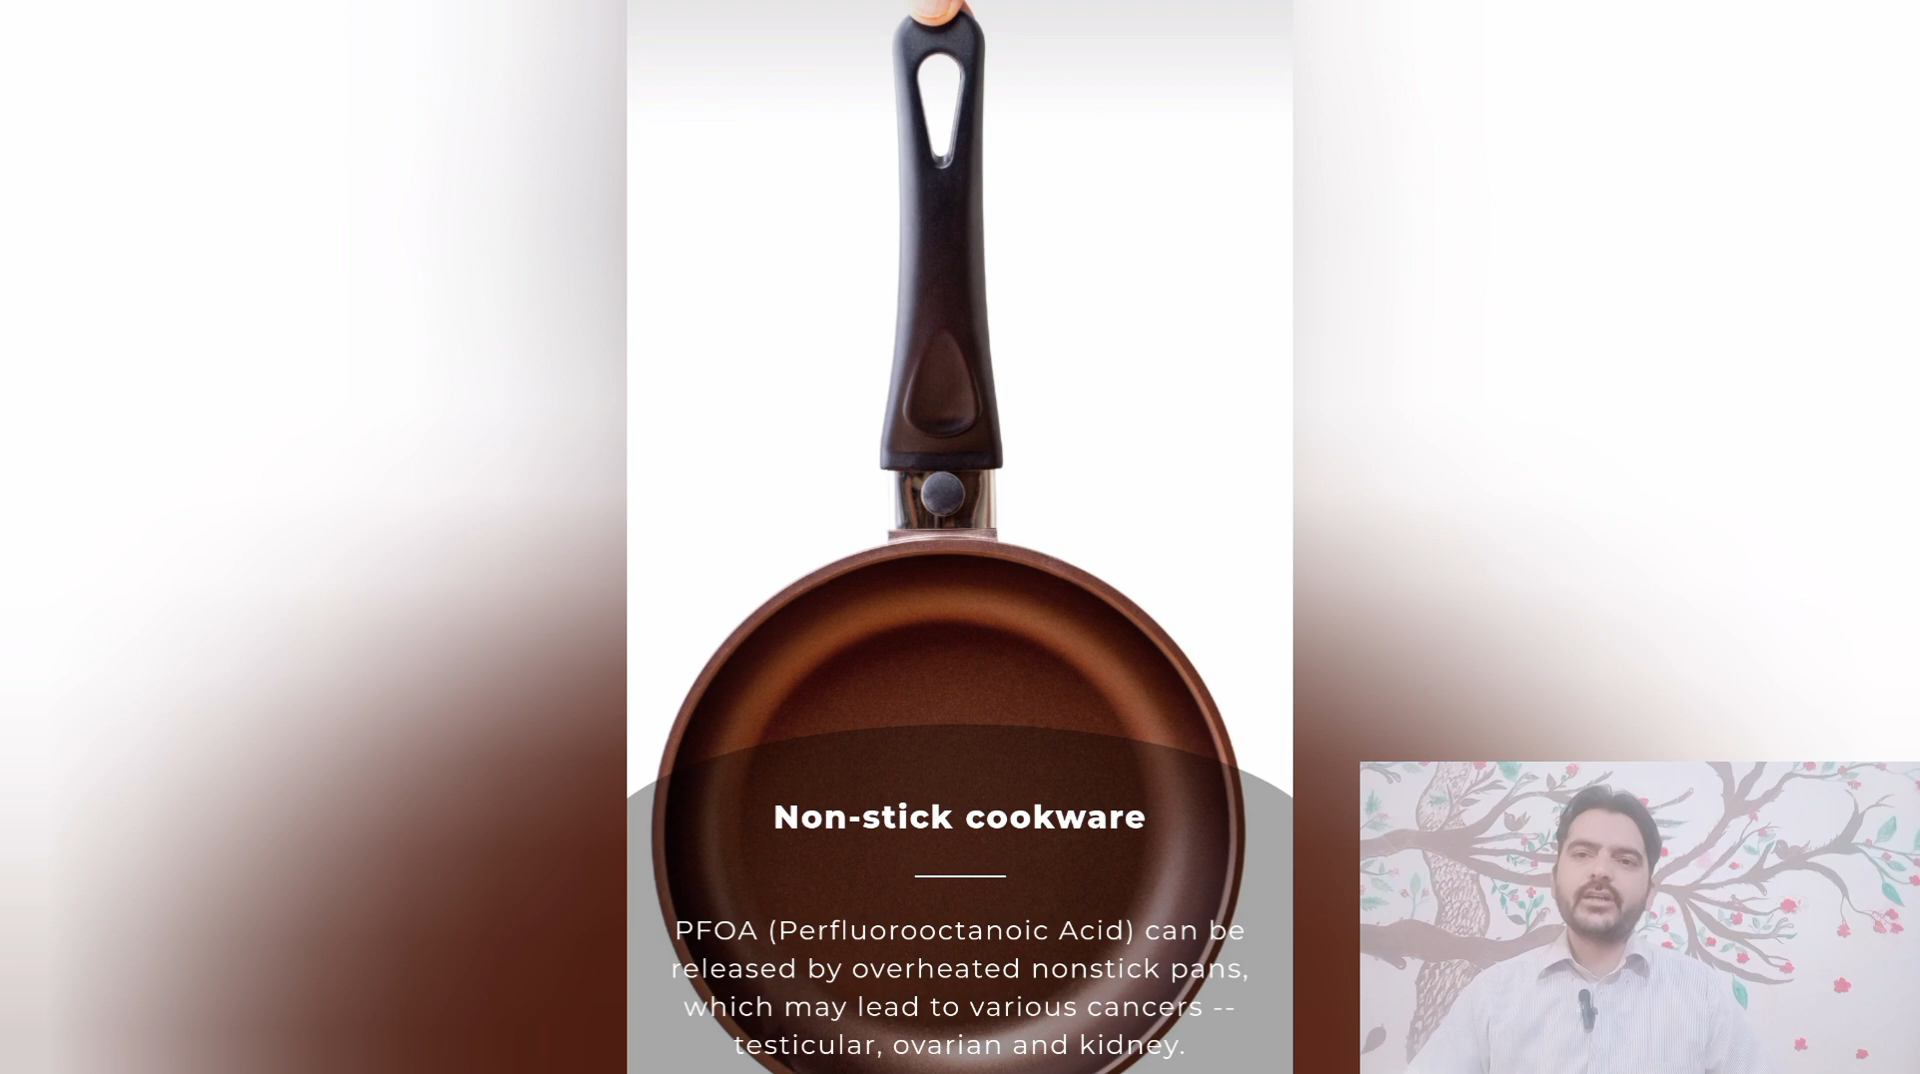 Non-stick cookware
PFOA (Perfluorooctanoic Acid) can be
released by overheated nonstick pans,
which may lead to various cancers --
testicular, ovarian and kidney.